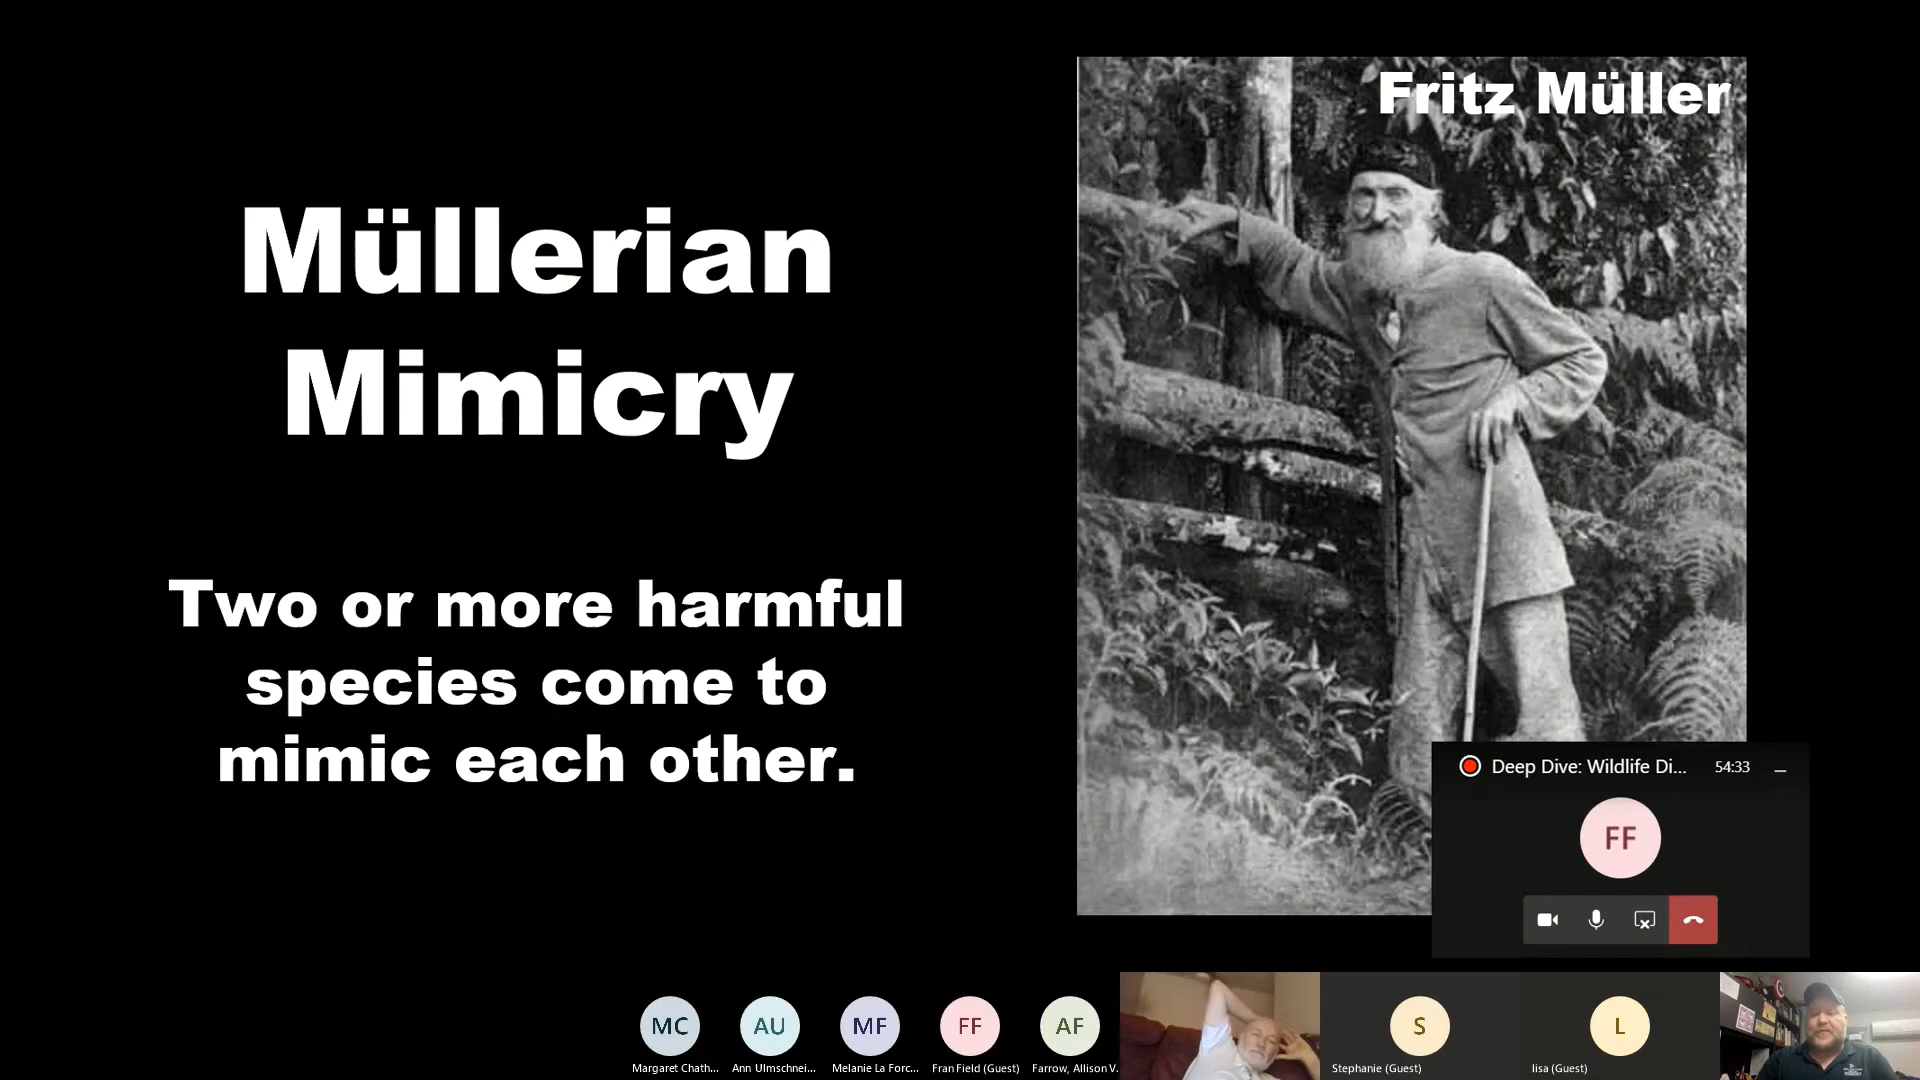 Fritz Müller
Müllerian
Mimicry
Two or more harmful
species come to
mimic each other.
Deep Dive: Wildlife Di...
54:33
FF
MC
AU
MF
FF
AF
S
L
Margaret Chath...
Ann Ulmschnei...
Melanie La Forc...
Fran Field (Guest)
Farrow, Allison V.
Stephanie (Guest)
lisa (Guest)